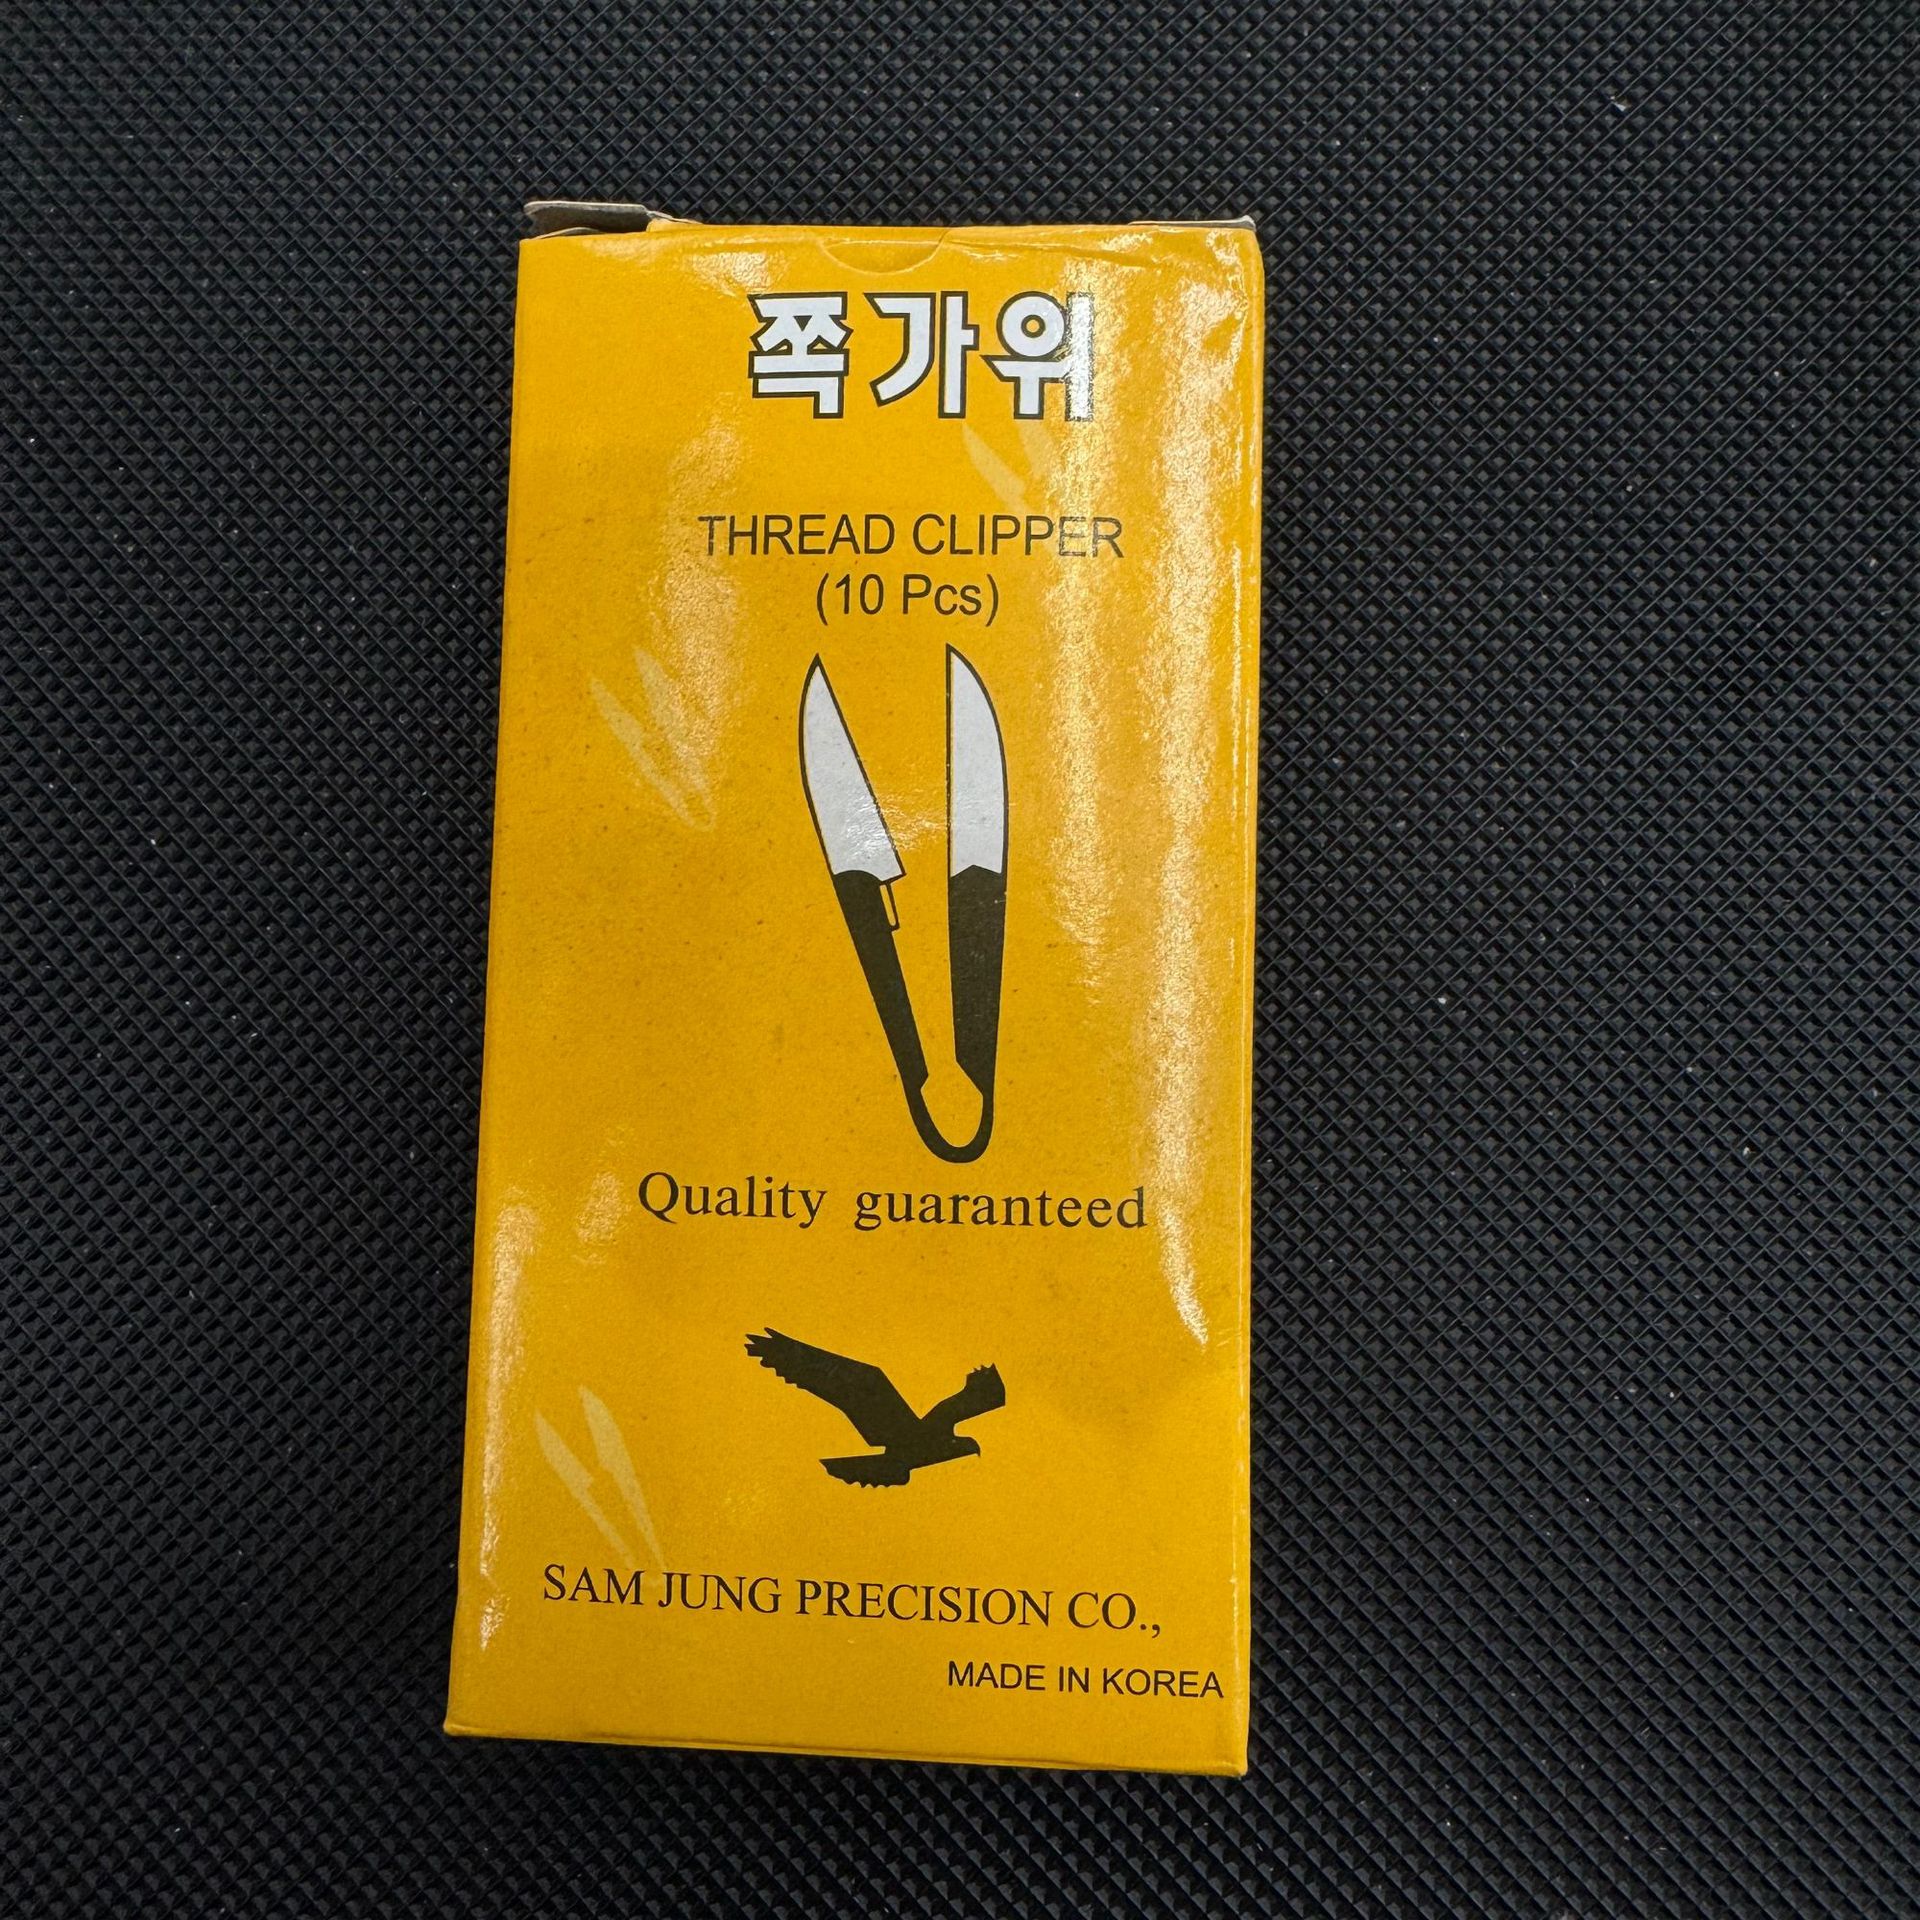 쪽가위
THREAD CLIPPER
(10 Pcs)
Quality guaranteed
SAM JUNG PRECISION CO.,
MADE IN KOREA